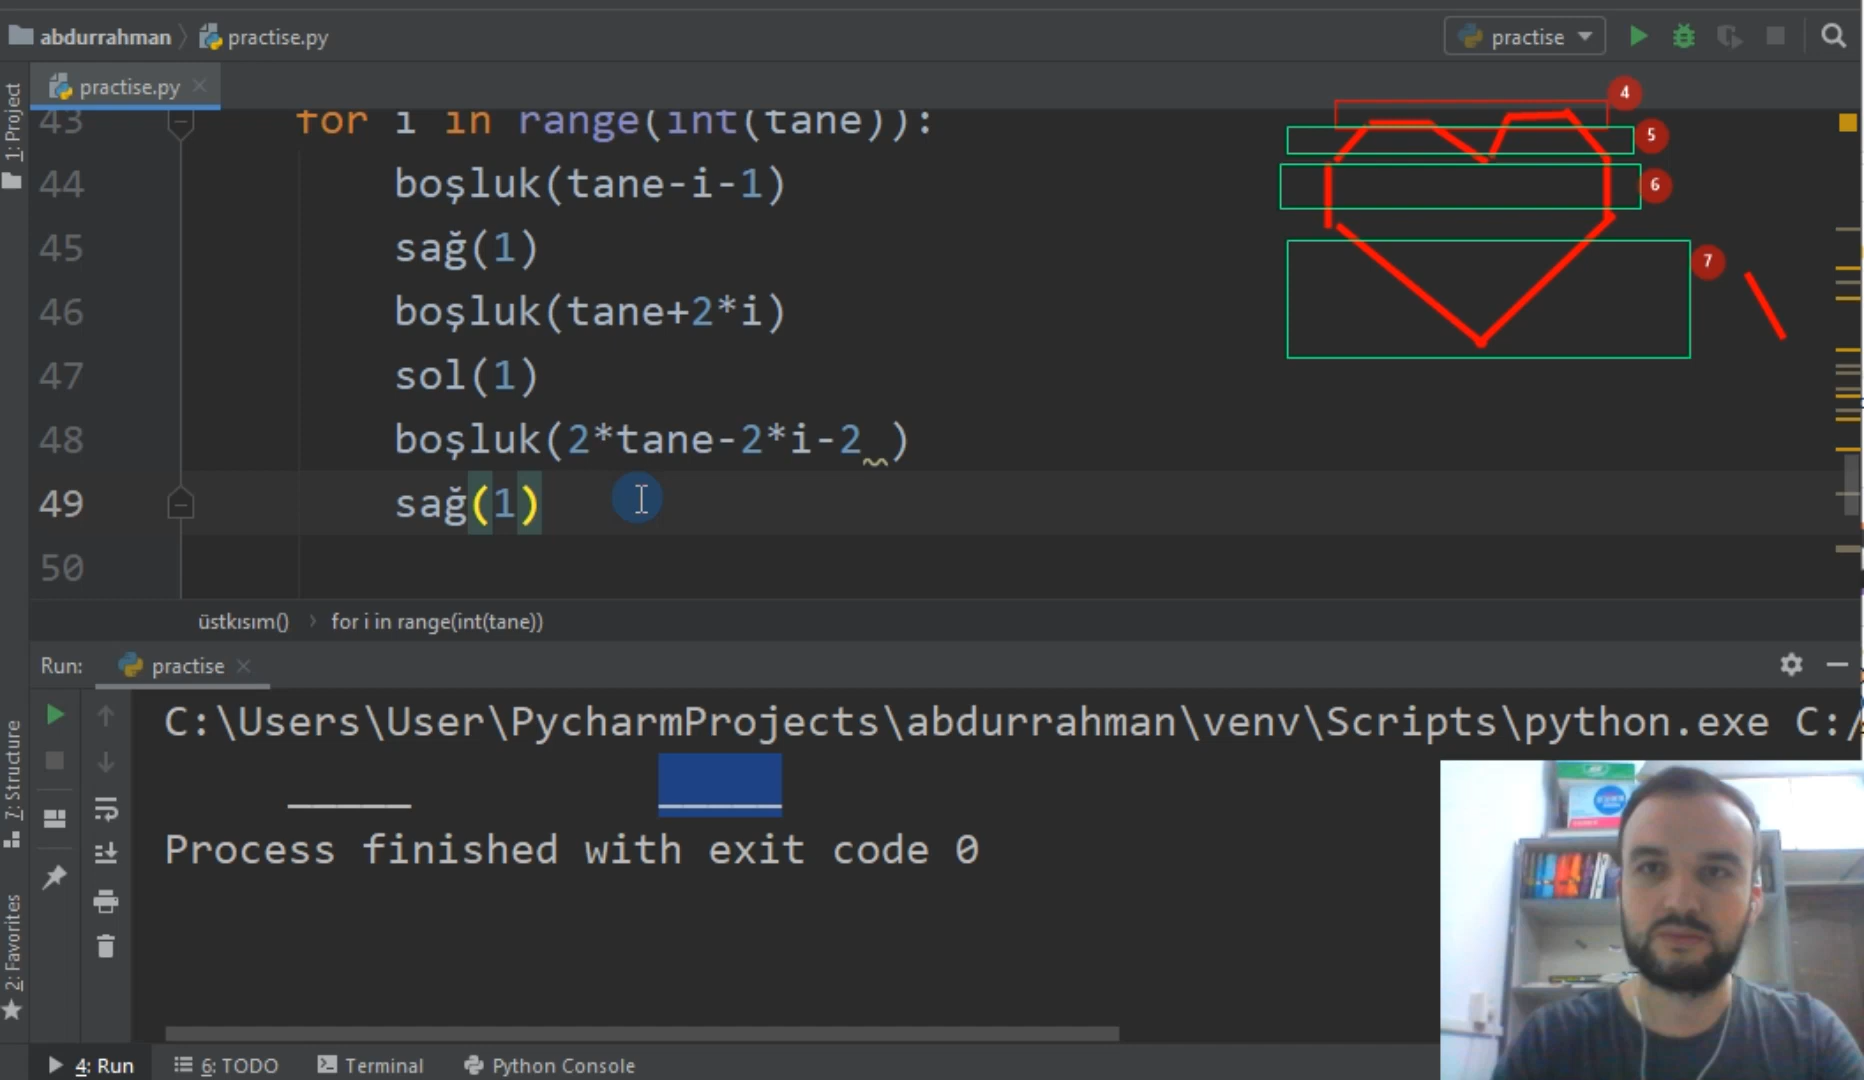 abdurrahman practise.py practise
practise.py
1: Project
43 for i in range(int(tane)):
44 boşluk(tane-i-1)
45 sağ(1)
46 boşluk(tane+2*i)
47 sol(1)
48 boşluk(2*tane-2*i-2 )
49 sağ(1)
50
4
5
6
7
üstkısım() for i in range(int(tane))
Run: practise
C:\Users\User\PycharmProjects\abdurrahman\venv\Scripts\python.exe C:/
_____ _____
Process finished with exit code 0
7: Structure
2: Favorites
4: Run 6: TODO Terminal Python Console